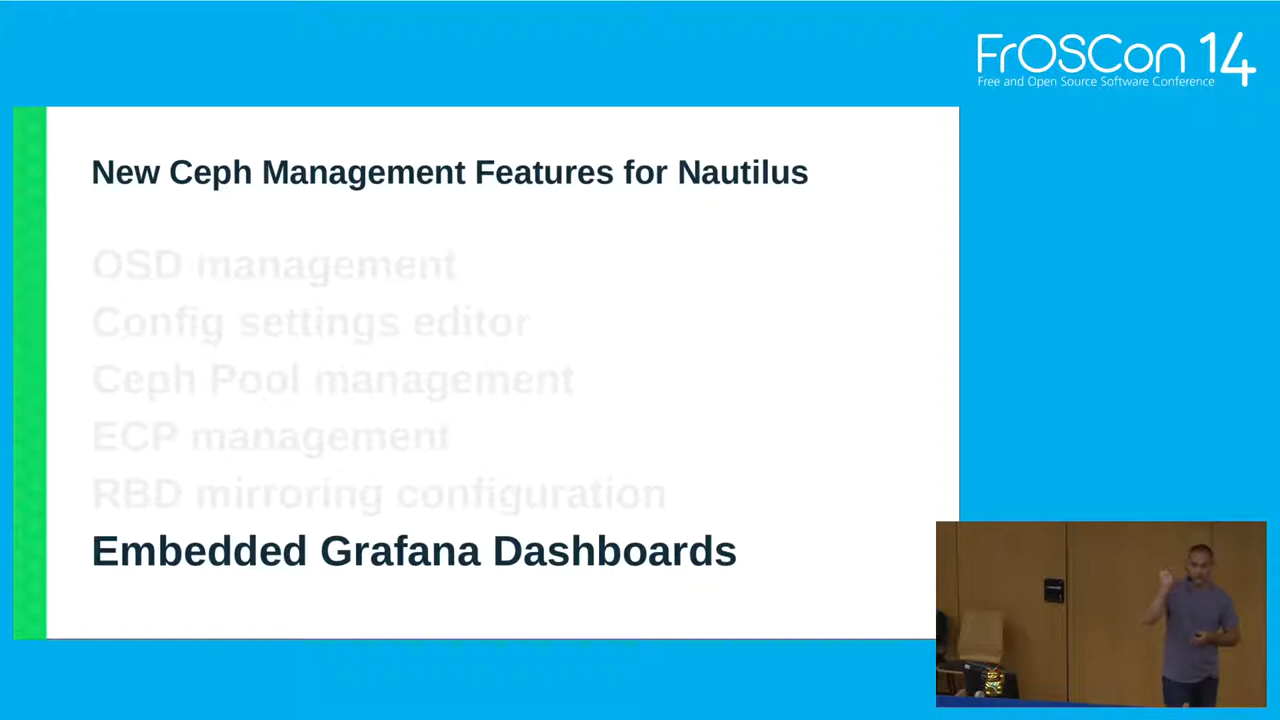 FrOSCon 14
Free and Open Source Software Conference
New Ceph Management Features for Nautilus
OSD management
Config settings editor
Ceph Pool management
ECP management
RBD mirroring configuration
Embedded Grafana Dashboards